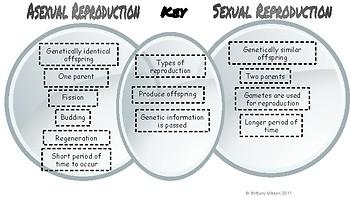 Asexual Reproduction
Key
Sexual Reproduction
Genetically identical
offspring
One parent
Fission
Budding
Regeneration
Short period of
time to occur
Types of
reproduction
Produce offspring
Genetic information
is passed
Genetically similar
offspring
Two parents
Gametes are used
for reproduction
Longer period of
time
© Brittany Gibson 2017